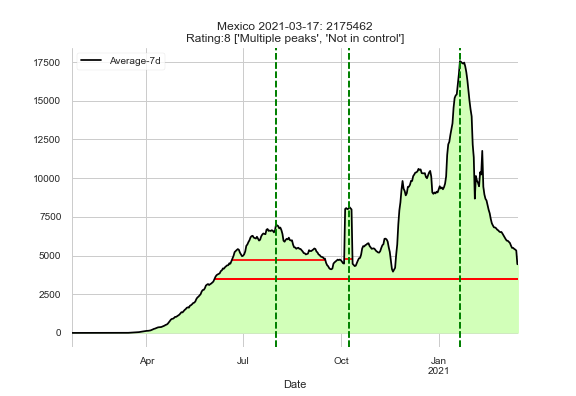 Mexico 2021-03-17: 2175462
Rating:8 ['Multiple peaks', 'Not in control']
Average-7d
17500
15000
12500
10000
7500
5000
2500
0
Apr
Jul
Oct
Jan
2021
Date